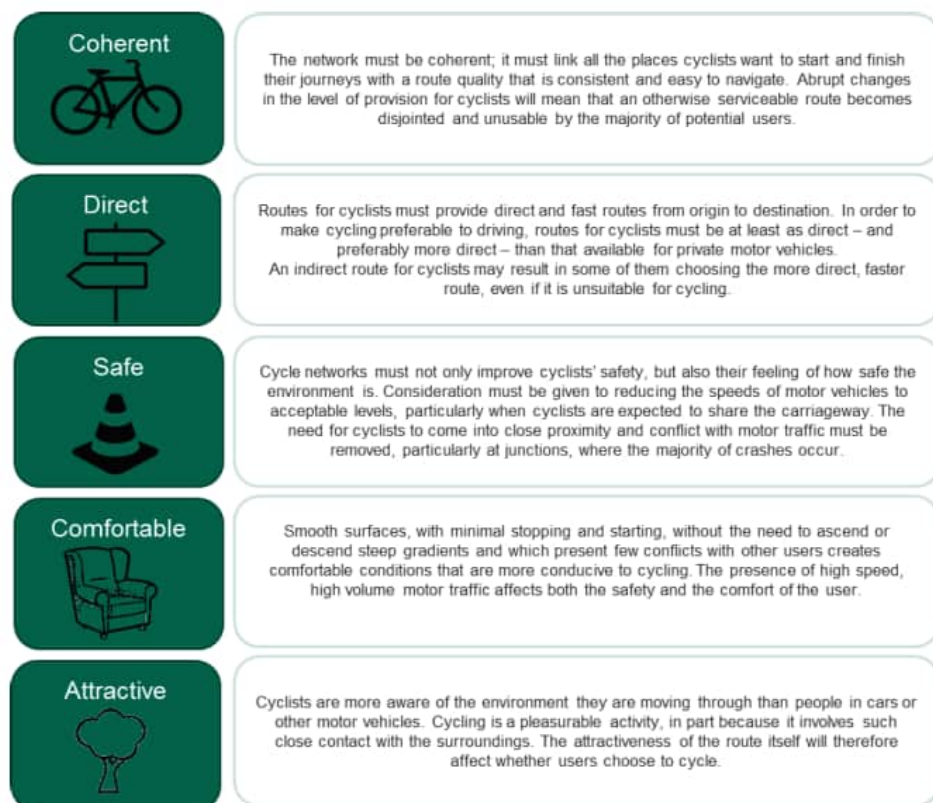 Coherent
The network must be coherent; it must link all the places cyclists want to start and finish
their journeys with a route quality that is consistent and easy to navigate. Abrupt changes
in the level of provision for cyclists will mean that an otherwise serviceable route becomes
disjointed and unusable by the majority of potential users.
Direct
Routes for cyclists must provide direct and fast routes from origin to destination. In order to
make cycling preferable to driving, routes for cyclists must be at least as direct – and
preferably more direct – than that available for private motor vehicles.
An indirect route for cyclists may result in some of them choosing the more direct, faster
route, even if it is unsuitable for cycling.
Safe
Cycle networks must not only improve cyclists' safety, but also their feeling of how safe the
environment is. Consideration must be given to reducing the speeds of motor vehicles to
acceptable levels, particularly when cyclists are expected to share the carriageway. The
need for cyclists to come into close proximity and conflict with motor traffic must be
removed, particularly at junctions, where the majority of crashes occur.
Comfortable
Smooth surfaces, with minimal stopping and starting, without the need to ascend or
descend steep gradients and which present few conflicts with other users creates
comfortable conditions that are more conducive to cycling. The presence of high speed,
high volume motor traffic affects both the safety and the comfort of the user.
Attractive
Cyclists are more aware of the environment they are moving through than people in cars or
other motor vehicles. Cycling is a pleasurable activity, in part because it involves such
close contact with the surroundings. The attractiveness of the route itself will therefore
affect whether users choose to cycle.